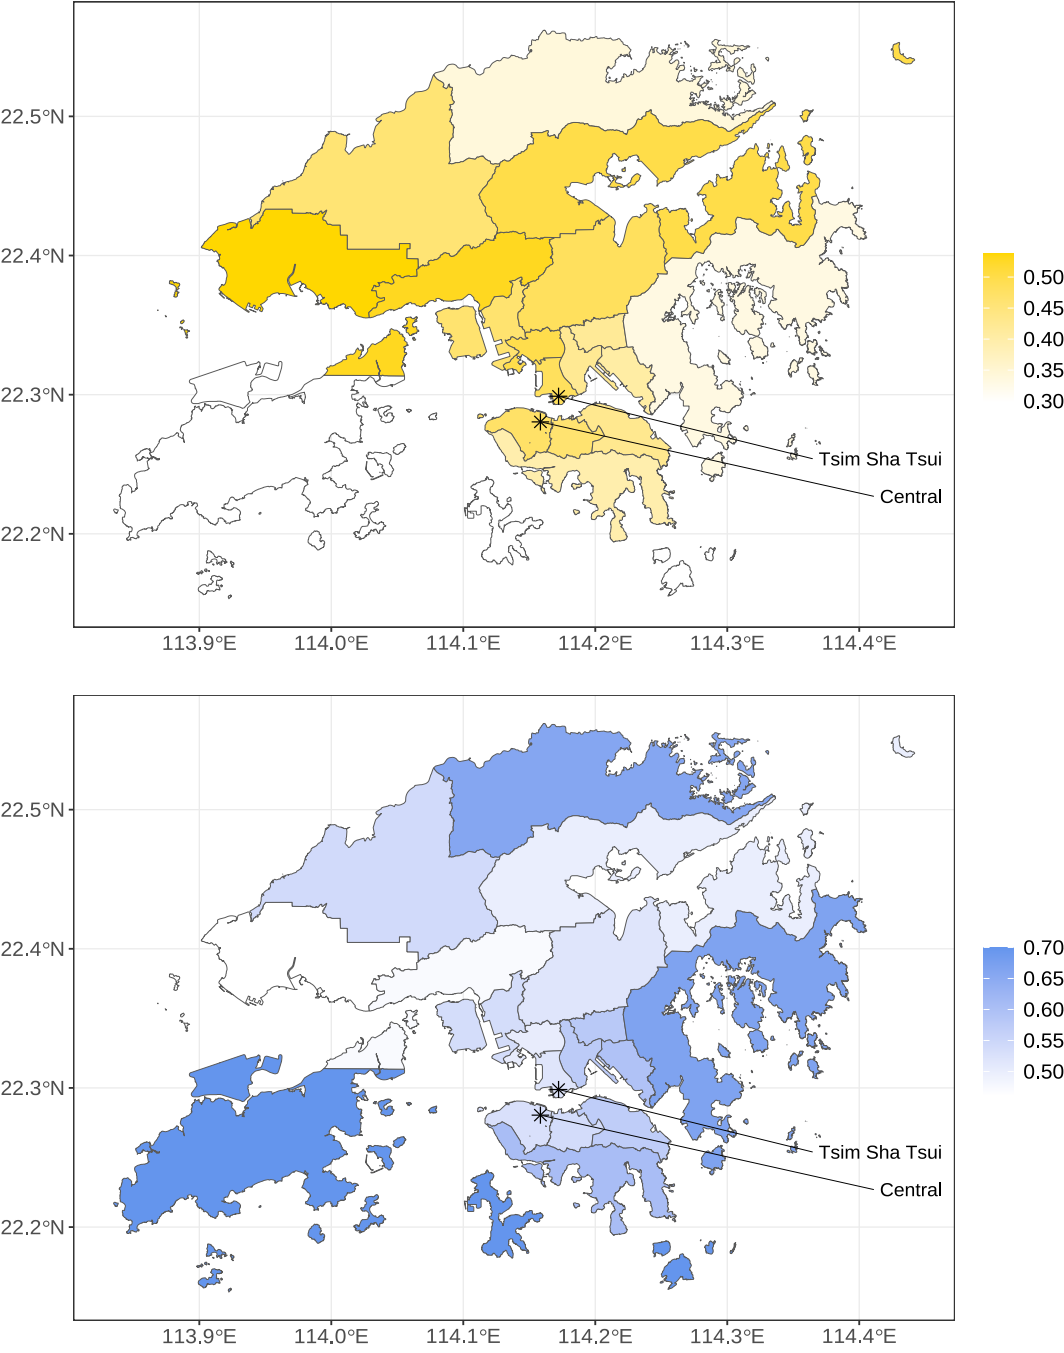 22.5°N
22.4°N
22.3°N
22.2°N
Tsim Sha Tsui
Central
113.9°E 114.0°E 114.1°E 114.2°E 114.3°E 114.4°E
0.50
0.45
0.40
0.35
0.30
22.5°N
22.4°N
22.3°N
22.2°N
Tsim Sha Tsui
Central
113.9°E 114.0°E 114.1°E 114.2°E 114.3°E 114.4°E
0.70
0.65
0.60
0.55
0.50